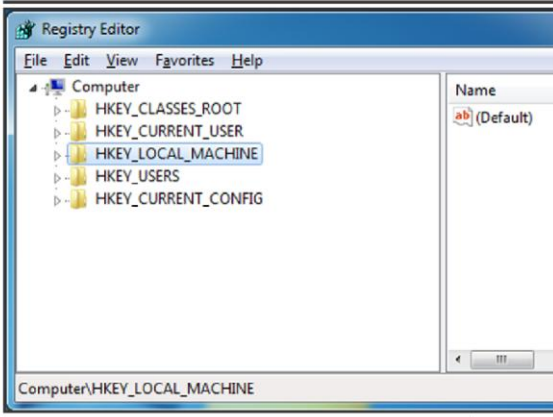 Registry Editor
File Edit View Favorites Help
Computer
HKEY_CLASSES_ROOT
HKEY_CURRENT_USER
HKEY_LOCAL_MACHINE
HKEY_USERS
HKEY_CURRENT_CONFIG
Name
ab (Default)
Computer\HKEY_LOCAL_MACHINE